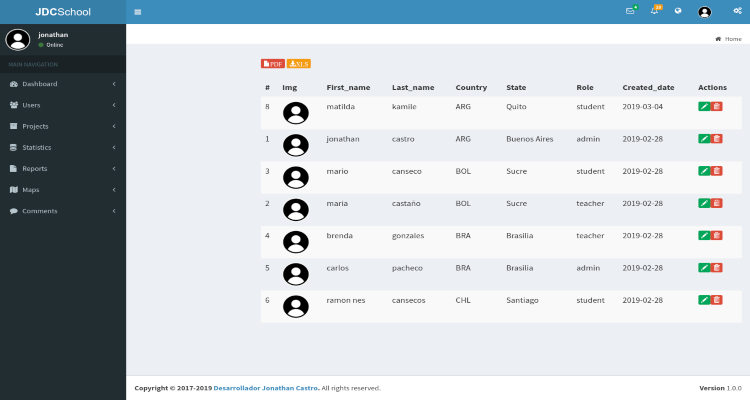 JDCSchool
4
10
jonathan
Online
Home
MAIN NAVIGATION
Dashboard
Users
Projects
Statistics
Reports
Maps
Comments
PDF XLS
# Img First_name Last_name Country State Role Created_date Actions
8 matilda kamile ARG Quito student 2019-03-04
1 jonathan castro ARG Buenos Aires admin 2019-02-28
3 mario canseco BOL Sucre student 2019-02-28
2 maria castaño BOL Sucre teacher 2019-02-28
4 brenda gonzales BRA Brasilia teacher 2019-02-28
5 carlos pacheco BRA Brasilia admin 2019-02-28
6 ramon nes cansecos CHL Santiago student 2019-02-28
Copyright © 2017-2019 Desarrollador Jonathan Castro. All rights reserved. Version 1.0.0